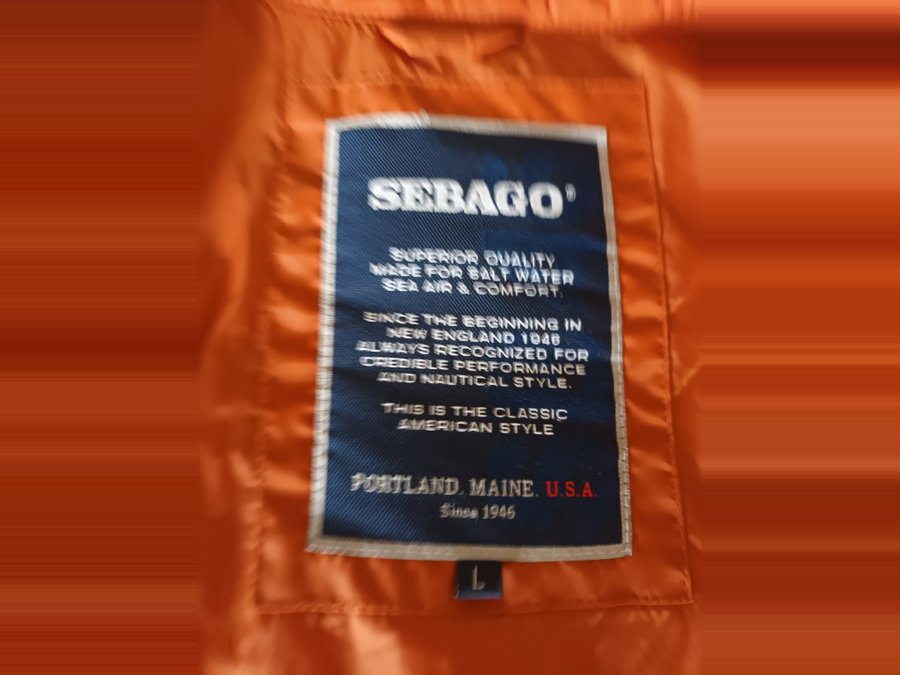 SEBAGO®
SUPERIOR QUALITY
MADE FOR SALT WATER
SEA AIR & COMFORT.
SINCE THE BEGINNING IN
NEW ENGLAND 1946
ALWAYS RECOGNIZED FOR
CREDIBLE PERFORMANCE
AND NAUTICAL STYLE.
THIS IS THE CLASSIC
AMERICAN STYLE
PORTLAND. MAINE. U.S.A.
Since 1946
L